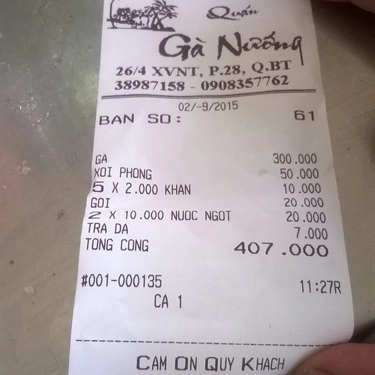 Quán
Gà Nướng
26/4 XVNT, P.28, Q.BT
38987158 - 0908357762
02/-9/2015
BAN SO: 61
GA 300.000
XOI PHONG 50.000
5 X 2.000 KHAN 10.000
GOI 20.000
2 X 10.000 NUOC NGOT 20.000
TRA DA 7.000
TONG CONG 407.000
#001-000135 11:27R
CA 1
CAM ON QUY KHACH